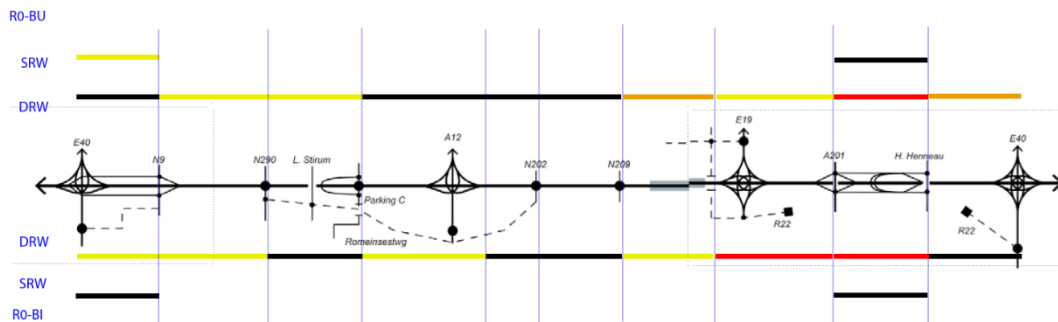 R0-BU
SRW
DRW
E40
N9
N290
L. Stirum
Parking C
Romeinsestwg
A12
N202
N209
E19
R22
A201
H. Henneau
E40
R22
DRW
SRW
R0-BI